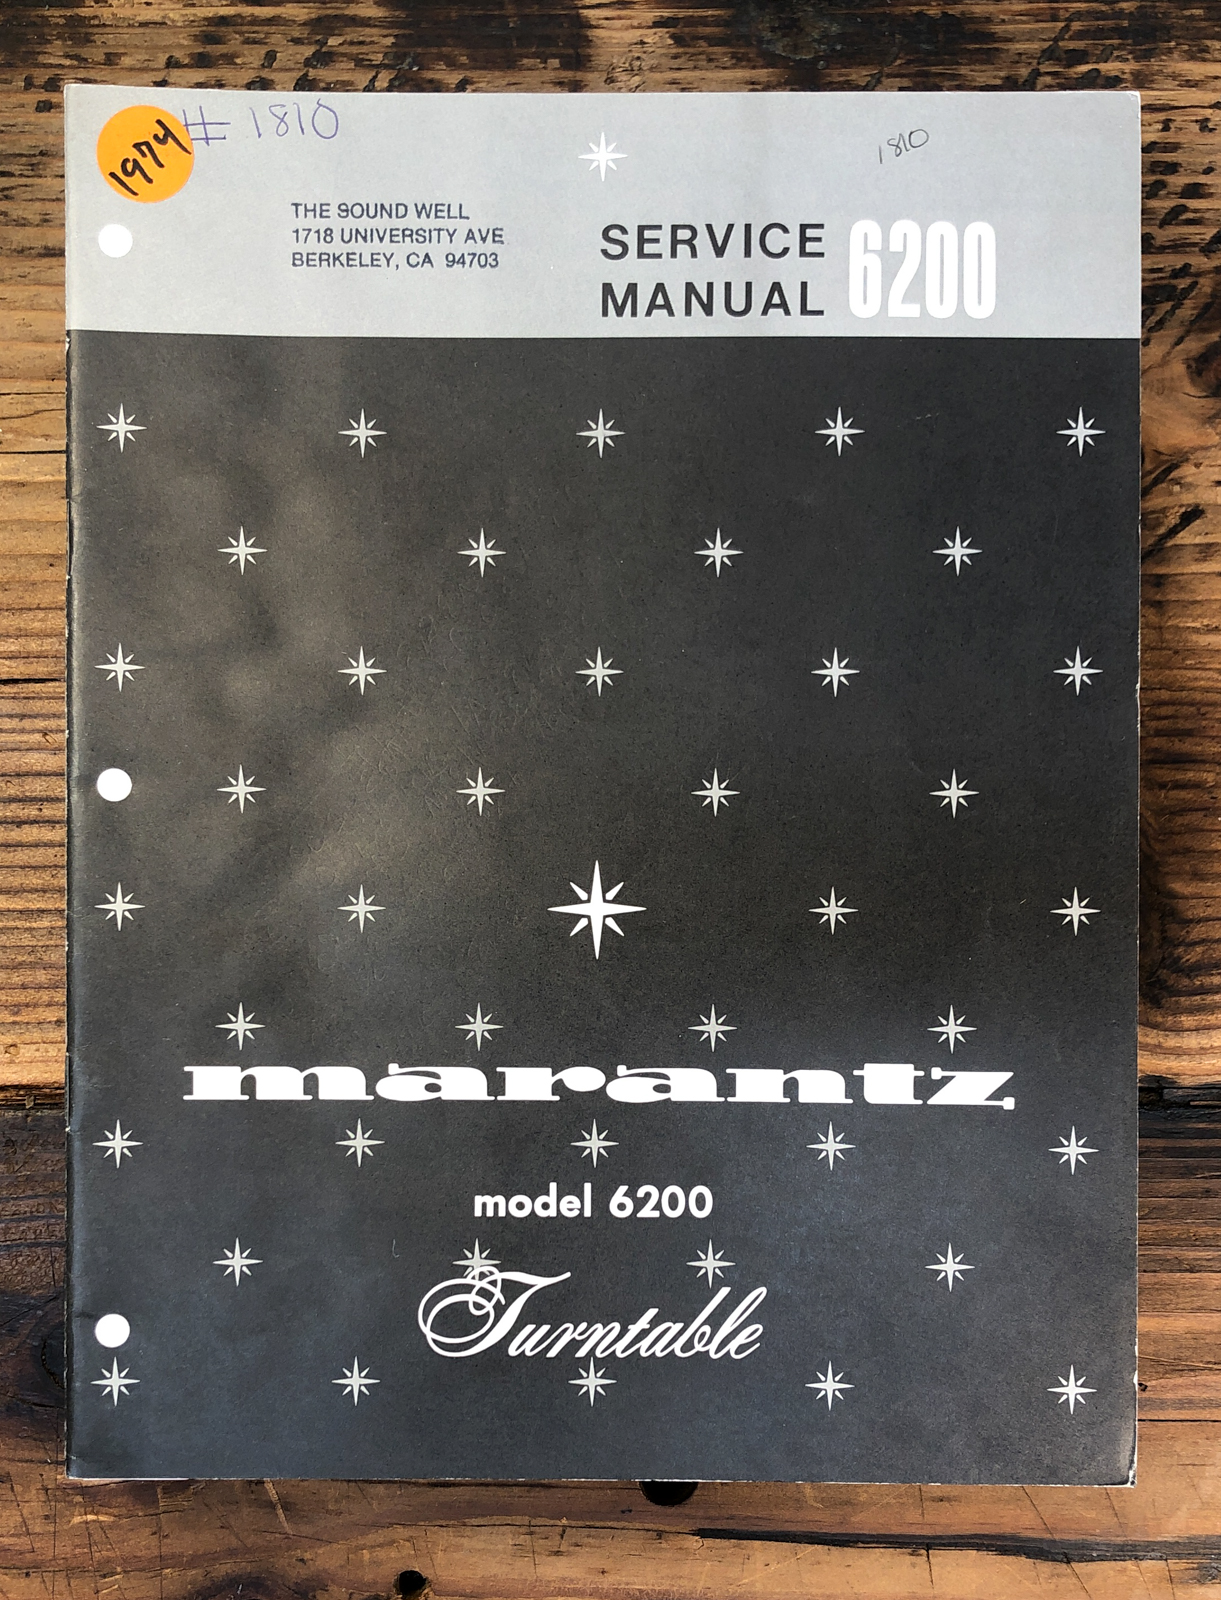 1974
# 1810
1810
THE SOUND WELL
1718 UNIVERSITY AVE
BERKELEY, CA 94703
SERVICE
MANUAL 6200
marantz
model 6200
Turntable